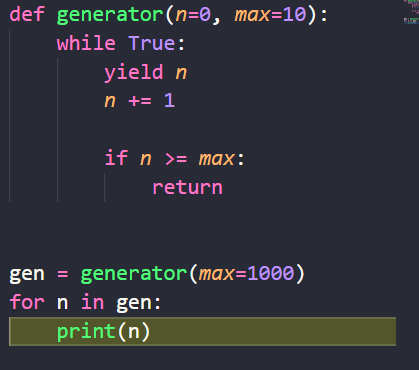 def generator(n=0, max=10):
    while True:
        yield n
        n += 1

        if n >= max:
            return


gen = generator(max=1000)
for n in gen:
    print(n)